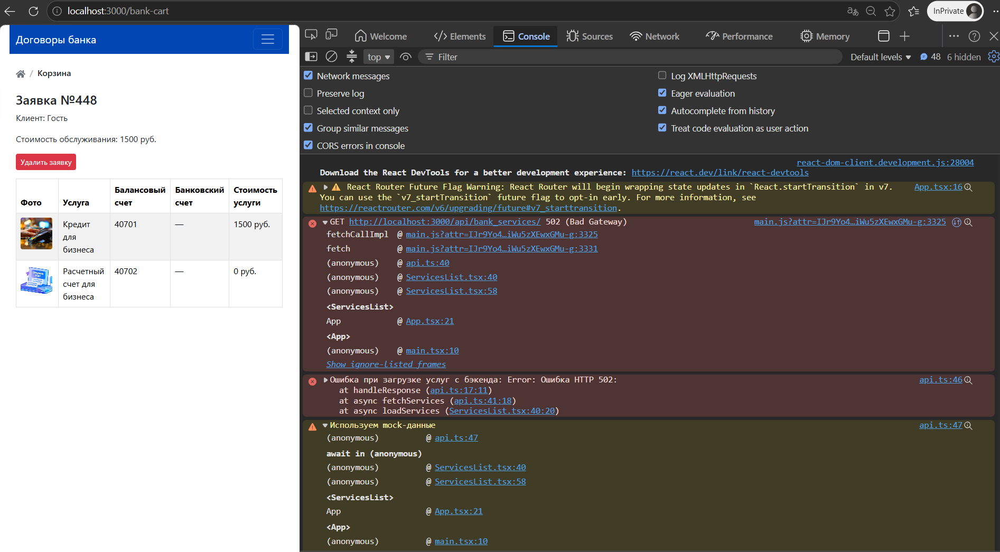 localhost:3000/bank-cart
InPrivate
Договоры банка
/ Корзина
Заявка №448
Клиент: Гость
Стоимость обслуживания: 1500 руб.
Удалить заявку
Фото
Услуга
Балансовый счет
Банковский счет
Стоимость услуги
Кредит для бизнеса
40701
—
1500 руб.
Расчетный счет для бизнеса
40702
—
0 руб.
Welcome
Elements
Console
Sources
Network
Performance
Memory
top
Filter
Default levels
48
6 hidden
Network messages
Log XMLHttpRequests
Preserve log
Eager evaluation
Selected context only
Autocomplete from history
Group similar messages
Treat code evaluation as user action
CORS errors in console
react-dom-client.development.js:28004
Download the React DevTools for a better development experience: https://react.dev/link/react-devtools
React Router Future Flag Warning: React Router will begin wrapping state updates in `React.startTransition` in v7. App.tsx:16
You can use the `v7_startTransition` future flag to opt-in early. For more information, see
https://reactrouter.com/v6/upgrading/future#v7_starttransition.
GET http://localhost:3000/api/bank_services/ 502 (Bad Gateway) main.js?attr=IJr9Yo4…iWu5zXEwxGMu-g:3325
fetchCallImpl @ main.js?attr=IJr9Yo4…iWu5zXEwxGMu-g:3325
fetch @ main.js?attr=IJr9Yo4…iWu5zXEwxGMu-g:3331
(anonymous) @ api.ts:40
(anonymous) @ ServicesList.tsx:40
(anonymous) @ ServicesList.tsx:58
<ServicesList>
App @ App.tsx:21
<App>
(anonymous) @ main.tsx:10
Show ignore-listed frames
Ошибка при загрузке услуг с бэкенда: Error: Ошибка HTTP 502: api.ts:46
at handleResponse (api.ts:17:11)
at async fetchServices (api.ts:41:18)
at async loadServices (ServicesList.tsx:40:20)
Используем mock-данные api.ts:47
(anonymous) @ api.ts:47
await in (anonymous)
(anonymous) @ ServicesList.tsx:40
(anonymous) @ ServicesList.tsx:58
<ServicesList>
App @ App.tsx:21
<App>
(anonymous) @ main.tsx:10